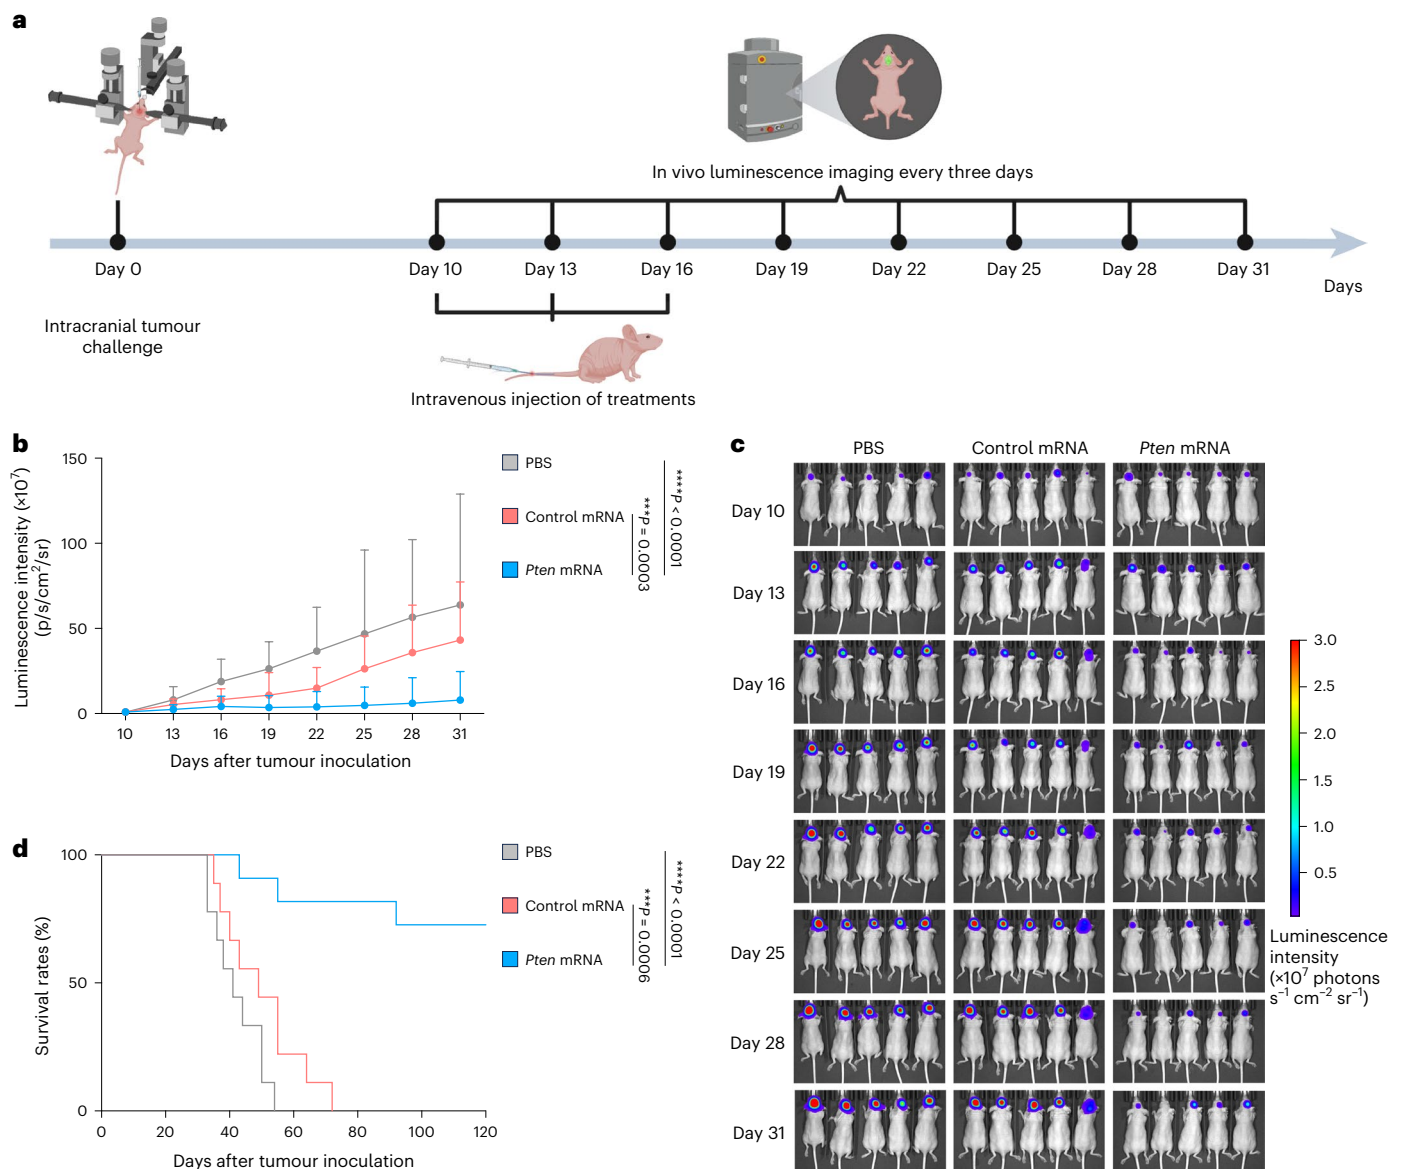 a
In vivo luminescence imaging every three days
Day 0
Day 10
Day 13
Day 16
Day 19
Day 22
Day 25
Day 28
Day 31
Days
Intracranial tumour
challenge
Intravenous injection of treatments
b
Luminescence intensity (×10⁷)
(p/s/cm²/sr)
150
100
50
0
10
13
16
19
22
25
28
31
Days after tumour inoculation
PBS
Control mRNA
Pten mRNA
***P = 0.0003
****P < 0.0001
c
PBS
Control mRNA
Pten mRNA
Day 10
Day 13
Day 16
Day 19
Day 22
Day 25
Day 28
Day 31
3.0
2.5
2.0
1.5
1.0
0.5
Luminescence
intensity
(×10⁷ photons
s⁻¹ cm⁻² sr⁻¹)
d
Survival rates (%)
100
50
0
0
20
40
60
80
100
120
Days after tumour inoculation
PBS
Control mRNA
Pten mRNA
***P = 0.0006
****P < 0.0001